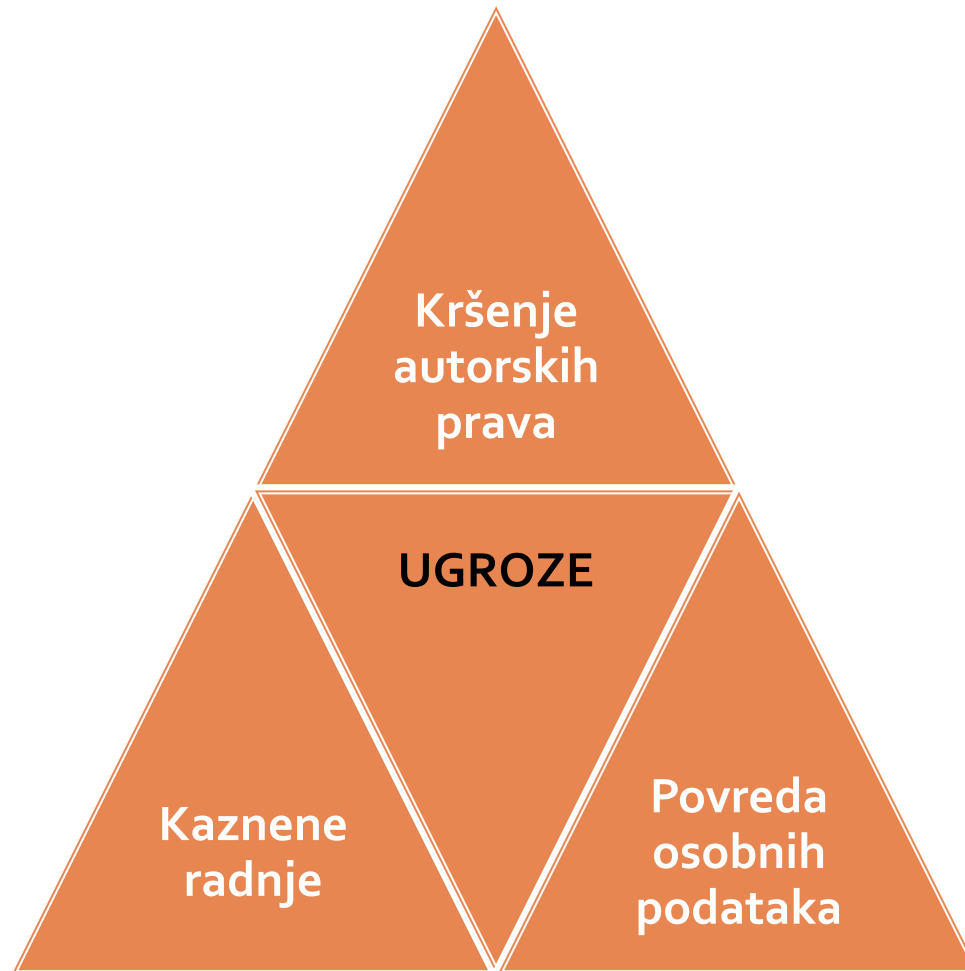 Kršenje
autorskih
prava
UGROZE
Kaznene
radnje
Povreda
osobnih
podataka